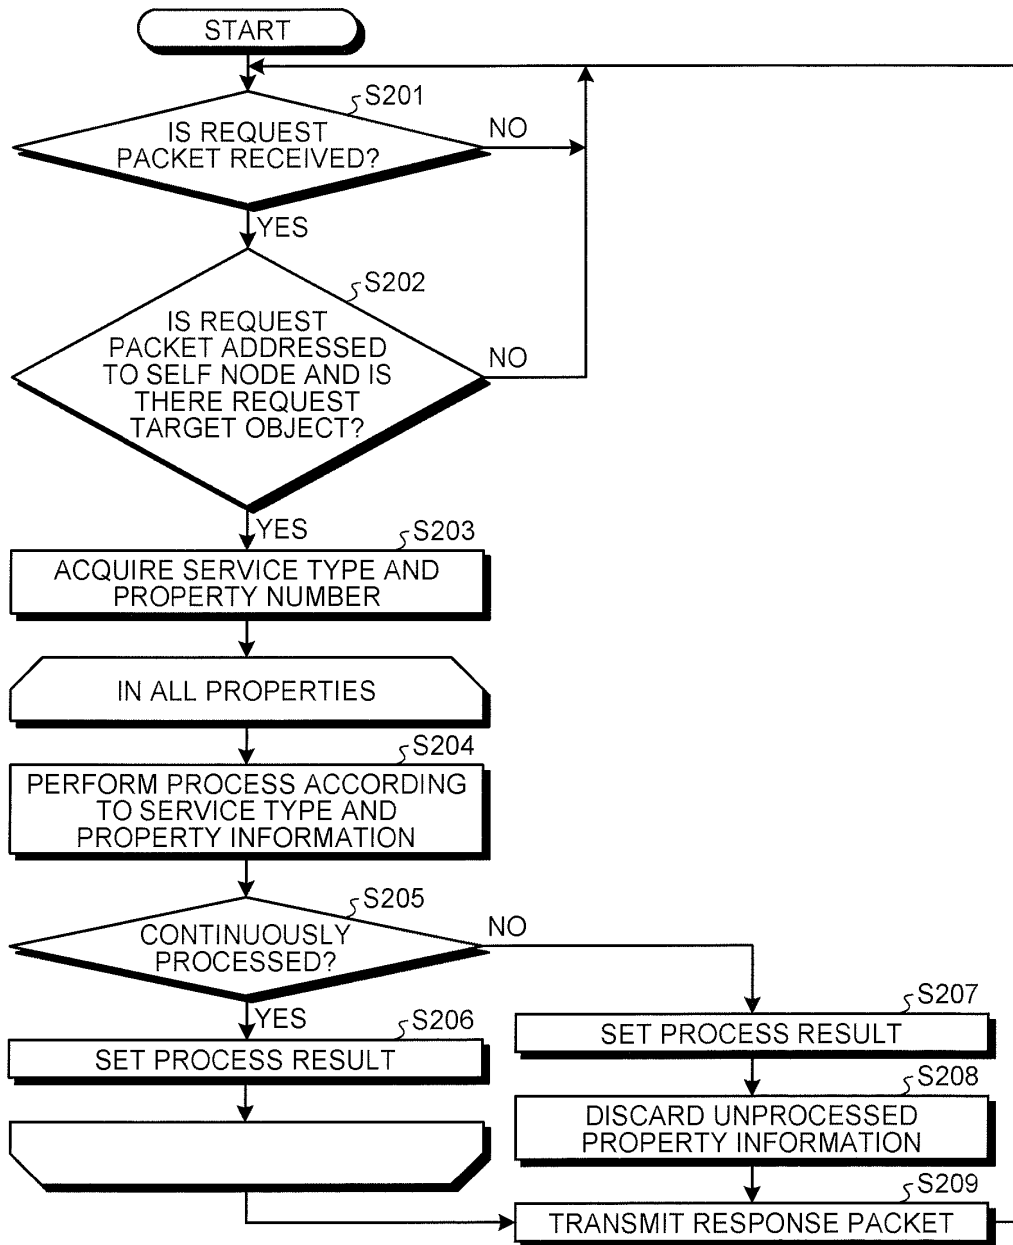 START
S201
IS REQUEST
PACKET RECEIVED?
NO
YES
S202
IS REQUEST
PACKET ADDRESSED
TO SELF NODE AND IS
THERE REQUEST
TARGET OBJECT?
NO
YES
S203
ACQUIRE SERVICE TYPE AND
PROPERTY NUMBER
IN ALL PROPERTIES
S204
PERFORM PROCESS ACCORDING
TO SERVICE TYPE AND
PROPERTY INFORMATION
S205
CONTINUOUSLY
PROCESSED?
NO
YES
S206
SET PROCESS RESULT
S207
SET PROCESS RESULT
S208
DISCARD UNPROCESSED
PROPERTY INFORMATION
S209
TRANSMIT RESPONSE PACKET